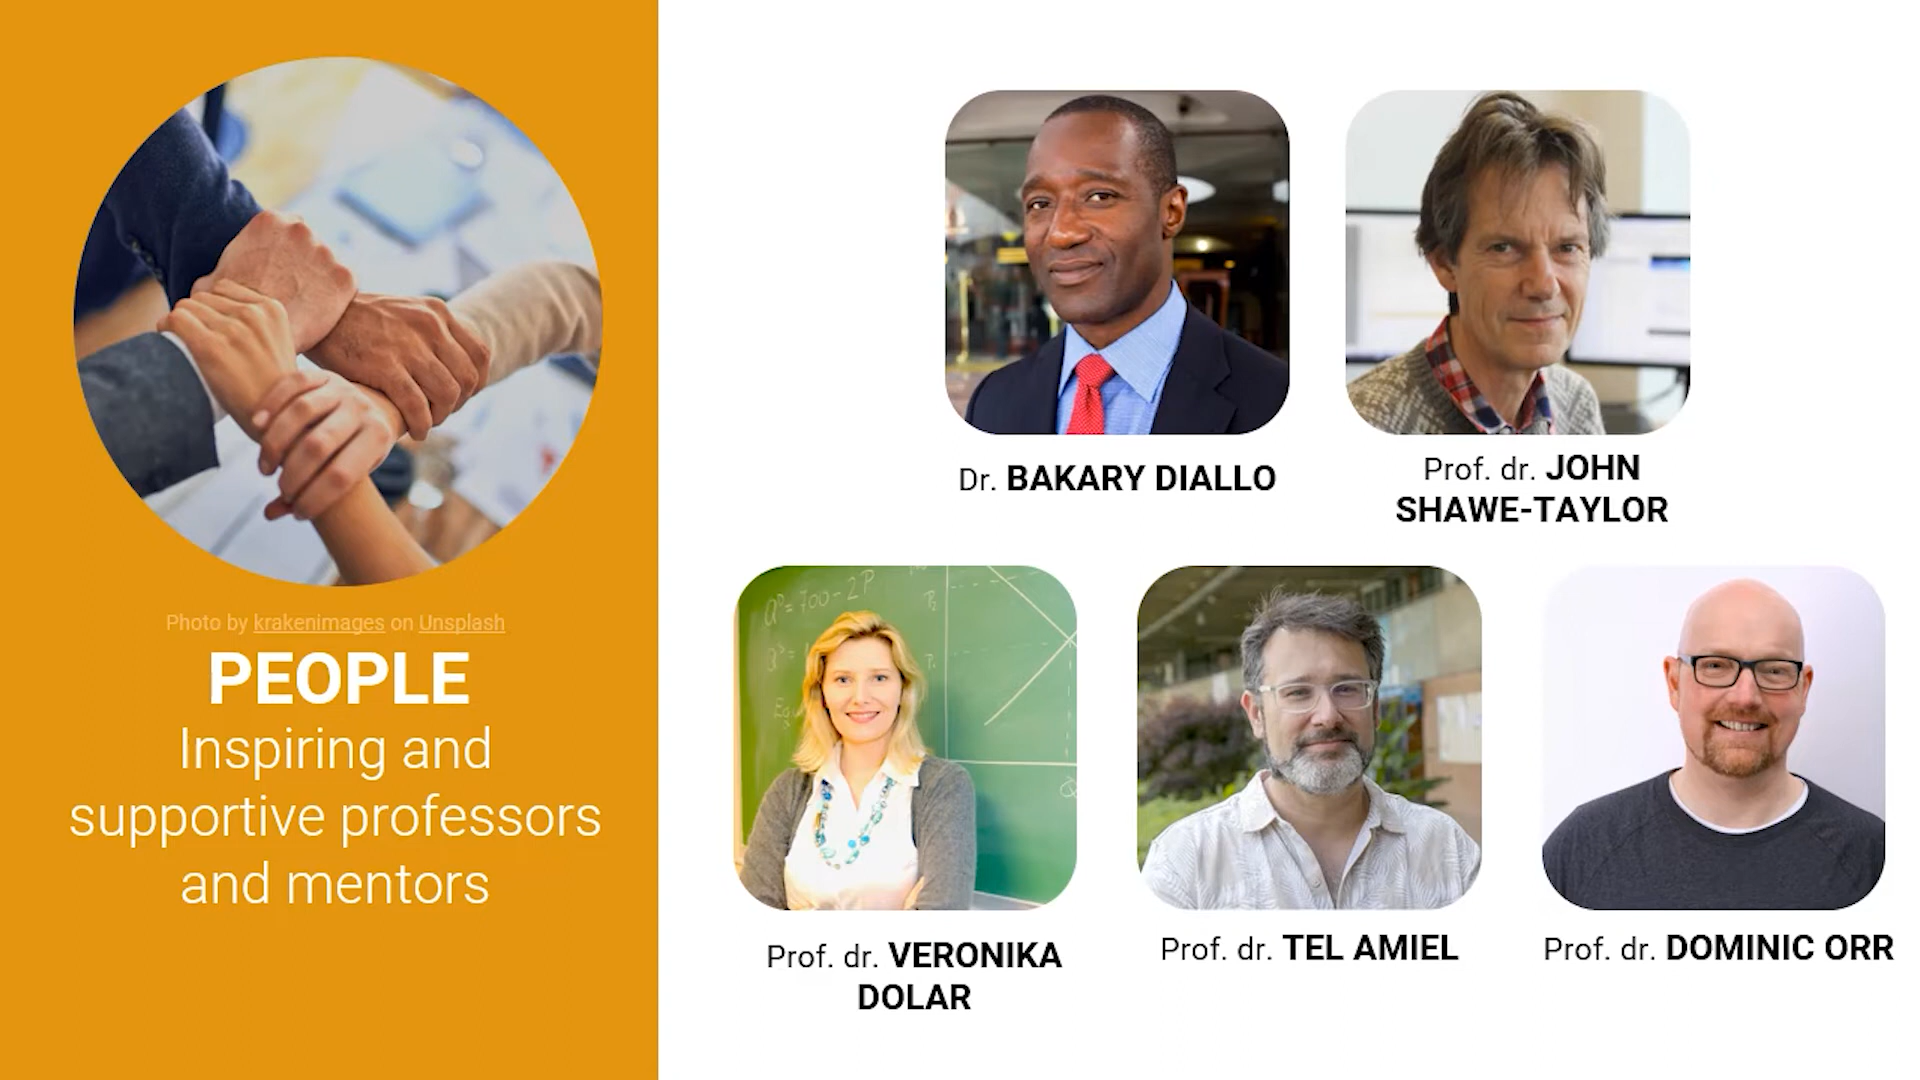 Photo by krakenimages on Unsplash
PEOPLE
Inspiring and
supportive professors
and mentors
Dr. BAKARY DIALLO
Prof. dr. JOHN
SHAWE-TAYLOR
Prof. dr. VERONIKA
DOLAR
Prof. dr. TEL AMIEL
Prof. dr. DOMINIC ORR